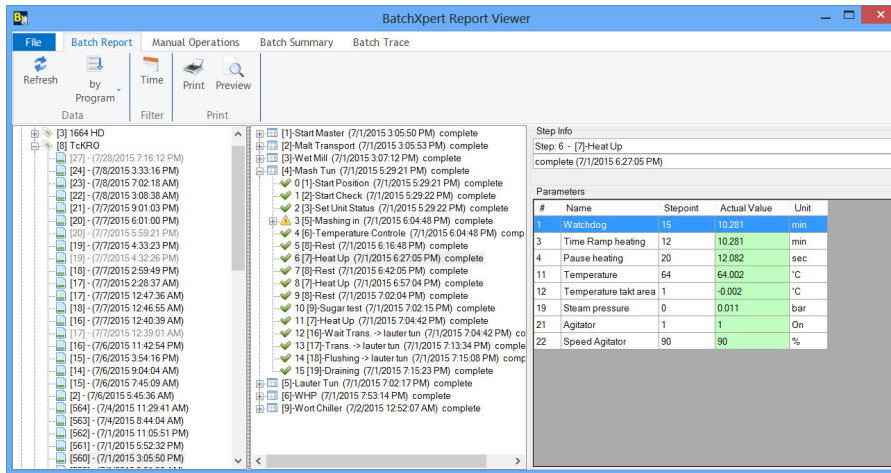 BatchXpert Report Viewer
File Batch Report Manual Operations Batch Summary Batch Trace
Refresh by Program Time Print Preview
Data Filter Print
[3] 1664 HD
[8] TcKRO
[27] - (7/28/2015 7:16:12 PM)
[24] - (7/8/2015 3:33:16 PM)
[23] - (7/8/2015 7:02:18 AM)
[22] - (7/8/2015 3:08:38 AM)
[21] - (7/7/2015 9:01:03 PM)
[20] - (7/7/2015 6:01:00 PM)
[20] - (7/7/2015 5:59:21 PM)
[19] - (7/7/2015 4:33:23 PM)
[19] - (7/7/2015 4:32:26 PM)
[18] - (7/7/2015 2:59:49 PM)
[17] - (7/7/2015 2:28:37 AM)
[17] - (7/7/2015 12:47:36 AM)
[18] - (7/7/2015 12:46:55 AM)
[16] - (7/7/2015 12:40:39 AM)
[17] - (7/7/2015 12:39:01 AM)
[16] - (7/6/2015 11:42:54 PM)
[15] - (7/6/2015 3:54:16 PM)
[14] - (7/6/2015 9:04:04 AM)
[15] - (7/6/2015 7:45:09 AM)
[2] - (7/6/2015 5:45:36 AM)
[564] - (7/4/2015 11:29:41 AM)
[563] - (7/4/2015 8:44:04 AM)
[562] - (7/1/2015 11:05:51 PM)
[561] - (7/1/2015 5:52:32 PM)
[560] - (7/1/2015 3:05:50 PM)
[1]-Start Master (7/1/2015 3:05:50 PM) complete
[2]-Malt Transport (7/1/2015 3:05:53 PM) complete
[3]-Wet Mill (7/1/2015 3:07:12 PM) complete
[4]-Mash Tun (7/1/2015 5:29:21 PM) complete
0 [1]-Start Position (7/1/2015 5:29:21 PM) complete
1 [2]-Start Check (7/1/2015 5:29:22 PM) complete
2 [3]-Set Unit Status (7/1/2015 5:29:22 PM) complete
3 [5]-Mashing in (7/1/2015 6:04:48 PM) complete
4 [6]-Temperature Controle (7/1/2015 6:04:48 PM) comp
5 [8]-Rest (7/1/2015 6:16:48 PM) complete
6 [7]-Heat Up (7/1/2015 6:27:05 PM) complete
7 [8]-Rest (7/1/2015 6:42:05 PM) complete
8 [7]-Heat Up (7/1/2015 6:57:04 PM) complete
9 [8]-Rest (7/1/2015 7:02:04 PM) complete
10 [9]-Sugar test (7/1/2015 7:02:15 PM) complete
11 [7]-Heat Up (7/1/2015 7:04:42 PM) complete
12 [16]-Wait Trans. -> lauter tun (7/1/2015 7:04:42 PM) co
13 [17]-Trans. -> lauter tun (7/1/2015 7:13:34 PM) comple
14 [18]-Flushing -> lauter tun (7/1/2015 7:15:08 PM) comp
15 [19]-Draining (7/1/2015 7:15:23 PM) complete
[5]-Lauter Tun (7/1/2015 7:02:17 PM) complete
[6]-WHP (7/1/2015 7:53:14 PM) complete
[9]-Wort Chiller (7/2/2015 12:52:07 AM) complete
Step Info
Step: 6 - [7]-Heat Up
complete (7/1/2015 6:27:05 PM)
Parameters
# Name Stepoint Actual Value Unit
1 Watchdog 15 10.281 min
3 Time Ramp heating 12 10.281 min
4 Pause heating 20 12.082 sec
11 Temperature 64 64.002 °C
12 Temperature takt area 1 -0.002 °C
19 Steam pressure 0 0.011 bar
21 Agitator 1 1 On
22 Speed Agitator 90 90 %